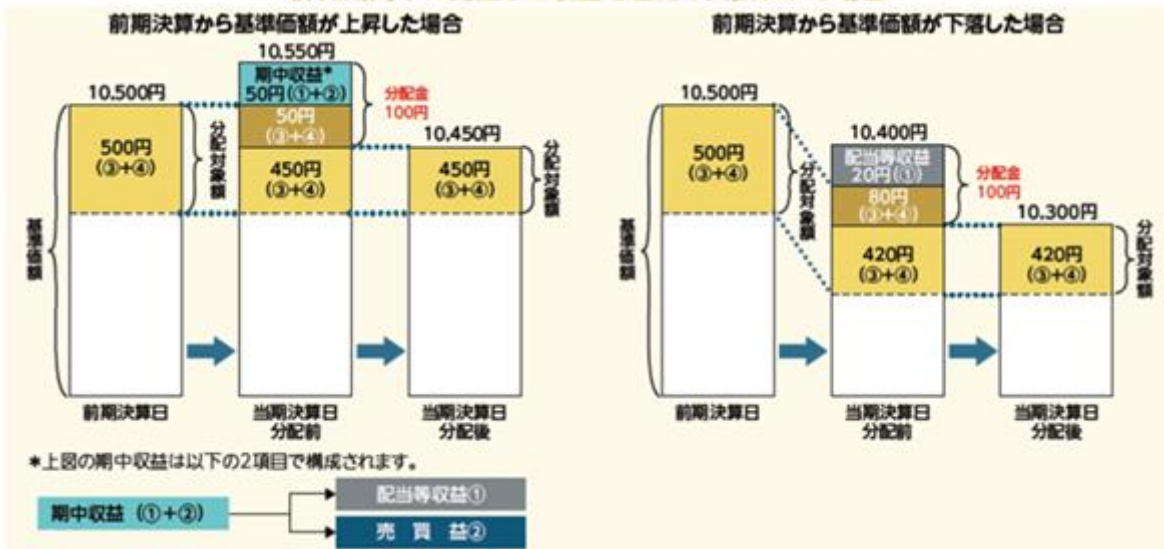 前期決算から基準価額が上昇した場合
10,500円
500円
(③+④)
分配対象額
基準価額
10,550円
期中収益*
50円(①+②)
50円
(③+④)
450円
(③+④)
分配金
100円
10,450円
450円
(③+④)
分配対象額
前期決算日
当期決算日
分配前
当期決算日
分配後
前期決算から基準価額が下落した場合
10,500円
500円
(③+④)
分配対象額
基準価額
10,400円
配当等収益
20円(①)
80円
(③+④)
420円
(③+④)
分配金
100円
10,300円
420円
(③+④)
分配対象額
前期決算日
当期決算日
分配前
当期決算日
分配後
*上図の期中収益は以下の2項目で構成されます。
期中収益 (①+②)
配当等収益①
売 買 益②